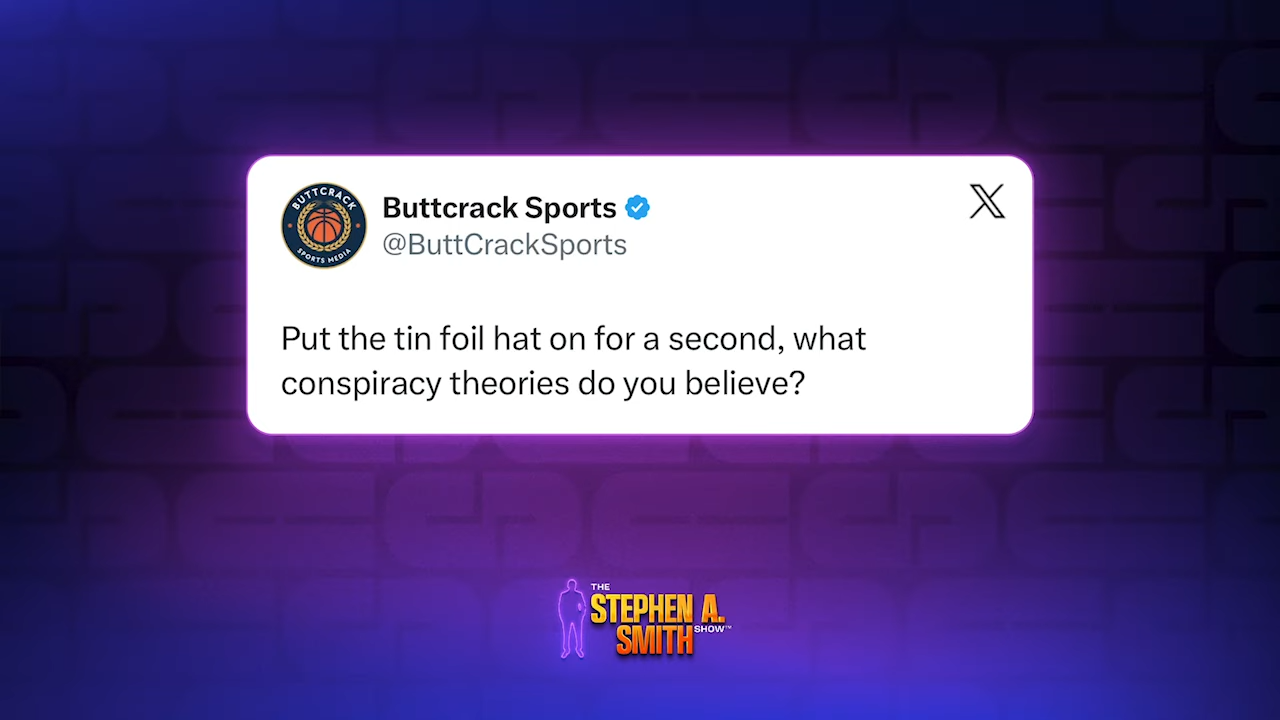 BUTTCRACK
SPORTS MEDIA
Buttcrack Sports
@ButtCrackSports
X
Put the tin foil hat on for a second, what
conspiracy theories do you believe?
THE
STEPHEN A.
SMITH SHOW™